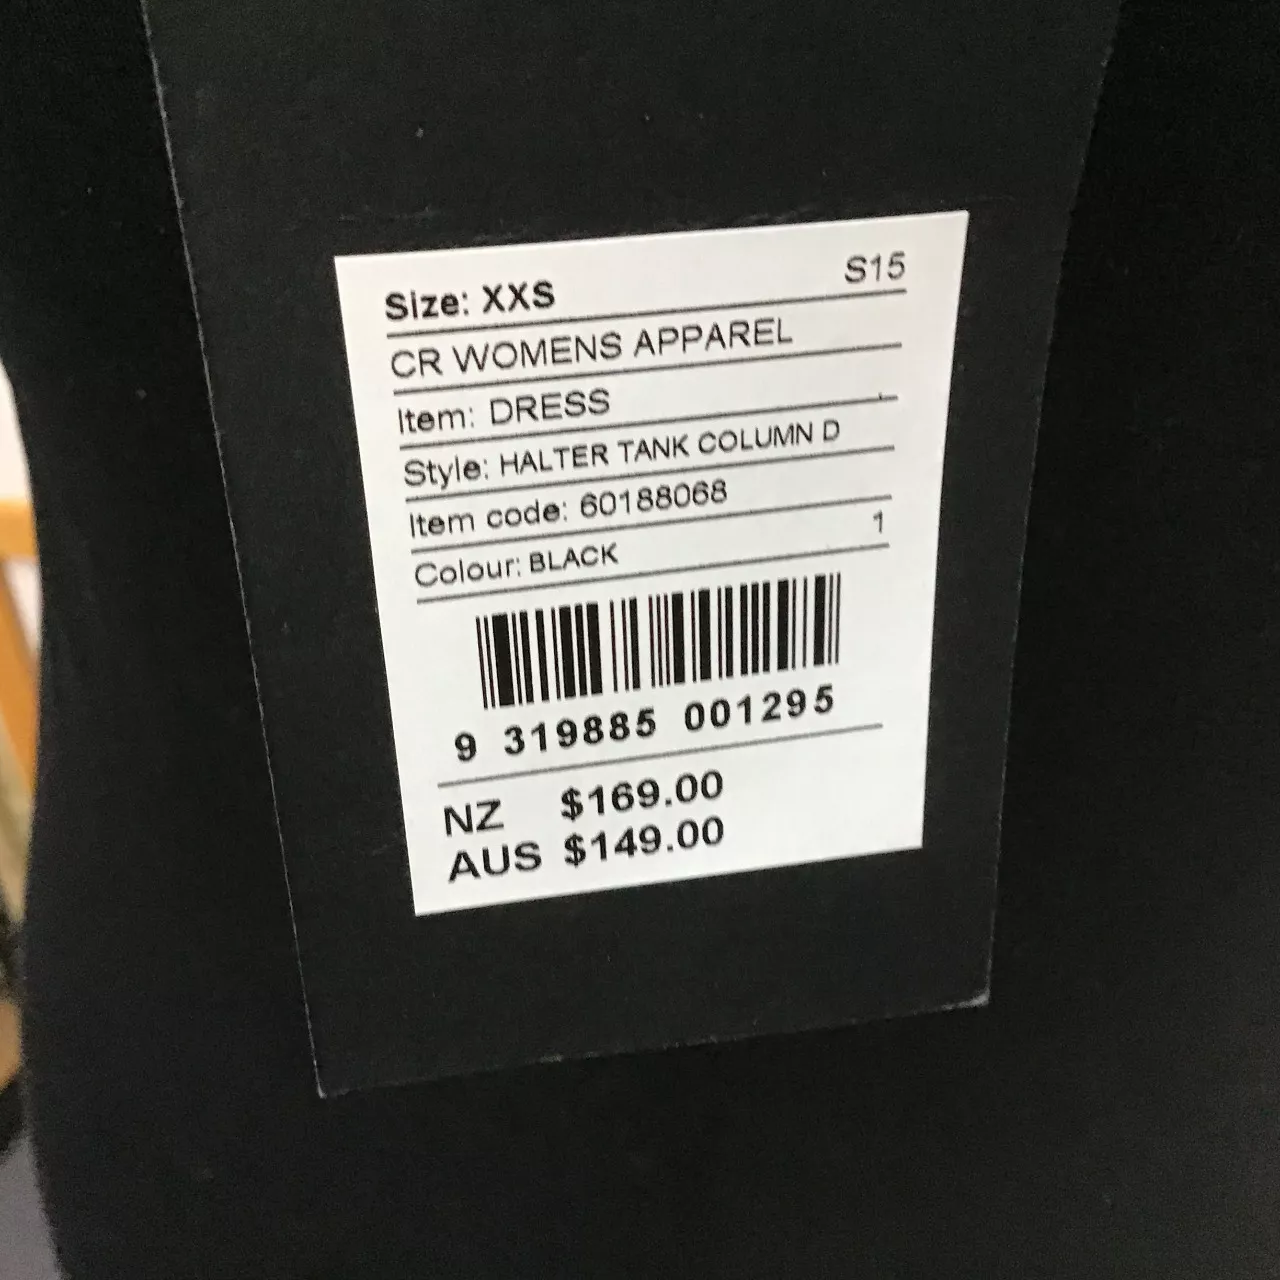 Size: XXS S15
CR WOMENS APPAREL
Item: DRESS
Style: HALTER TANK COLUMN D
Item code: 60188068
Colour: BLACK 1
9 319885 001295
NZ $169.00
AUS $149.00